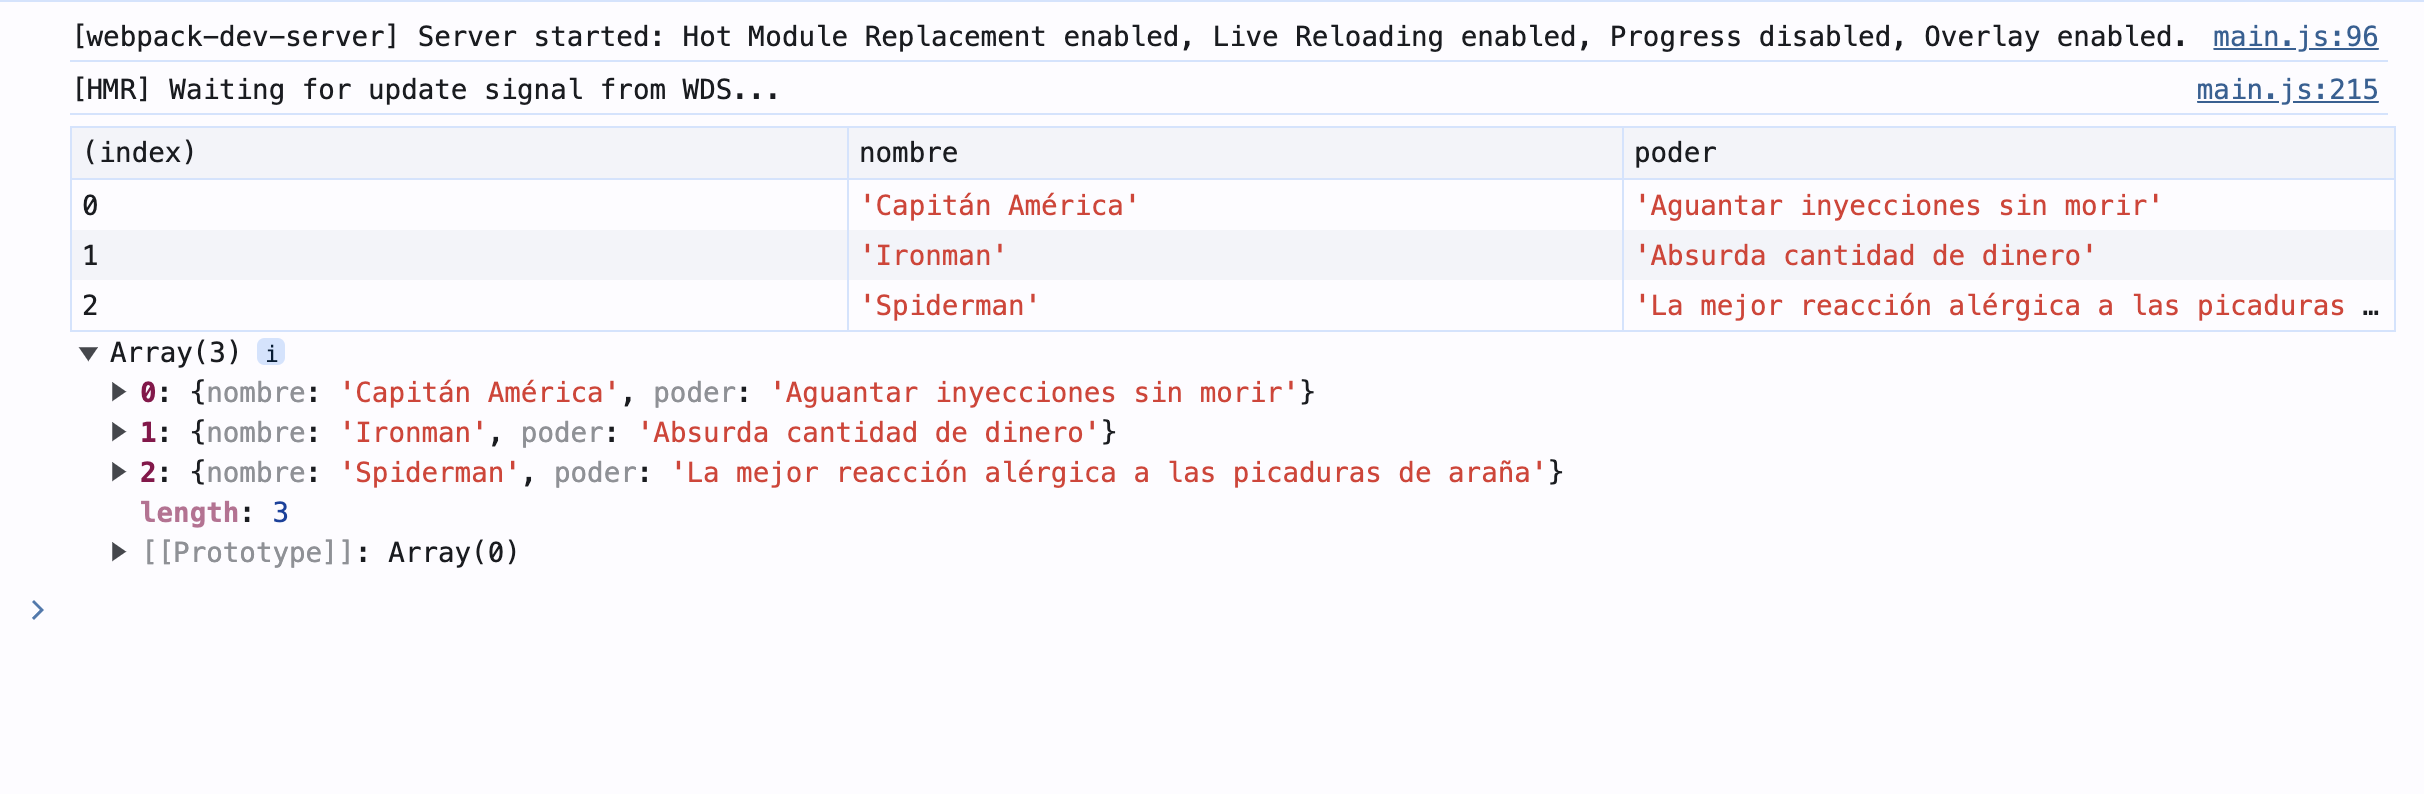 [webpack-dev-server] Server started: Hot Module Replacement enabled, Live Reloading enabled, Progress disabled, Overlay enabled. main.js:96
[HMR] Waiting for update signal from WDS... main.js:215
(index) nombre poder
0 'Capitán América' 'Aguantar inyecciones sin morir'
1 'Ironman' 'Absurda cantidad de dinero'
2 'Spiderman' 'La mejor reacción alérgica a las picaduras …
▼ Array(3) i
▶ 0: {nombre: 'Capitán América', poder: 'Aguantar inyecciones sin morir'}
▶ 1: {nombre: 'Ironman', poder: 'Absurda cantidad de dinero'}
▶ 2: {nombre: 'Spiderman', poder: 'La mejor reacción alérgica a las picaduras de araña'}
length: 3
▶ [[Prototype]]: Array(0)